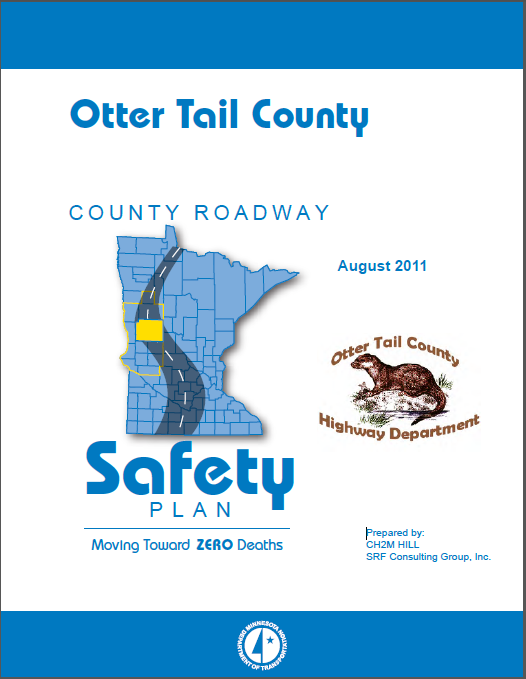 Otter Tail County
COUNTY ROADWAY
August 2011
Otter Tail County
Highway Department
Safety
PLAN
Moving Toward ZERO Deaths
Prepared by:
CH2M HILL
SRF Consulting Group, Inc.
MINNESOTA
DEPARTMENT OF TRANSPORTATION